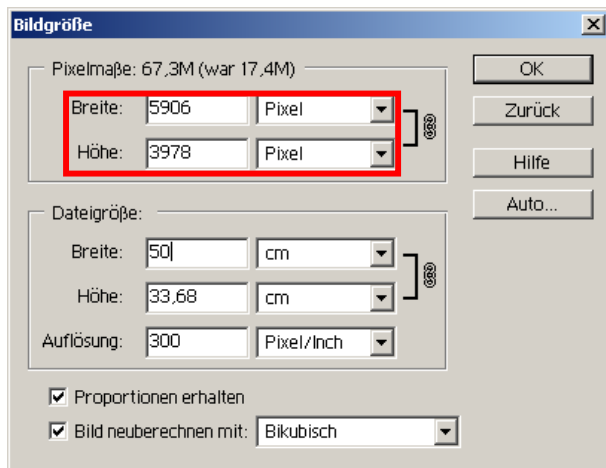 Bildgröße
Pixelmaße: 67,3M (war 17,4M)
OK
Breite: 5906 Pixel
Zurück
Höhe: 3978 Pixel
Hilfe
Auto...
Dateigröße:
Breite: 50 cm
Höhe: 33,68 cm
Auflösung: 300 Pixel/Inch
Proportionen erhalten
Bild neuberechnen mit: Bikubisch